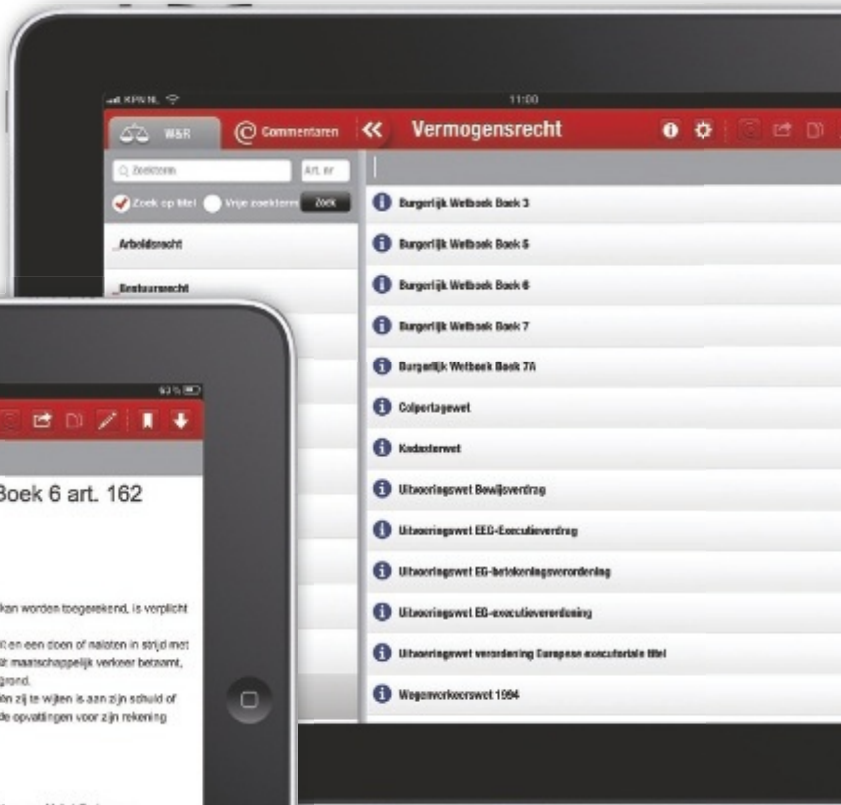 KPN NL
11:00
W&R
Commentaren
Vermogensrecht
Zoekterm
Art. nr
Zoek op titel
Vrije zoekterm
Zoek
_Arbeidsrecht
_Bestuursrecht
Burgerlijk Wetboek Boek 3
Burgerlijk Wetboek Boek 5
Burgerlijk Wetboek Boek 6
Burgerlijk Wetboek Boek 7
Burgerlijk Wetboek Boek 7A
Colportagewet
Kadasterwet
Uitvoeringswet Bewijsverdrag
Uitvoeringswet EEG-Executieverdrag
Uitvoeringswet EG-betekeningsverordening
Uitvoeringswet EG-executieverordening
Uitvoeringswet verordening Europese executoriale titel
Wegenverkeerswet 1994
63%
Boek 6 art. 162
kan worden toegerekend, is verplicht
en een doen of nalaten in strijd met
maatschappelijk verkeer betaamt,
grond.
zij te wijten is aan zijn schuld of
de opvattingen voor zijn rekening